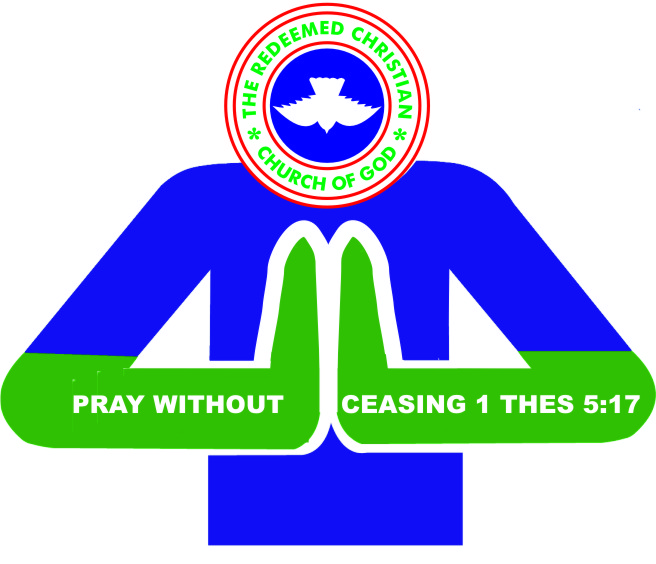 THE REDEEMED CHRISTIAN
* CHURCH OF GOD *
PRAY WITHOUT CEASING 1 THES 5:17